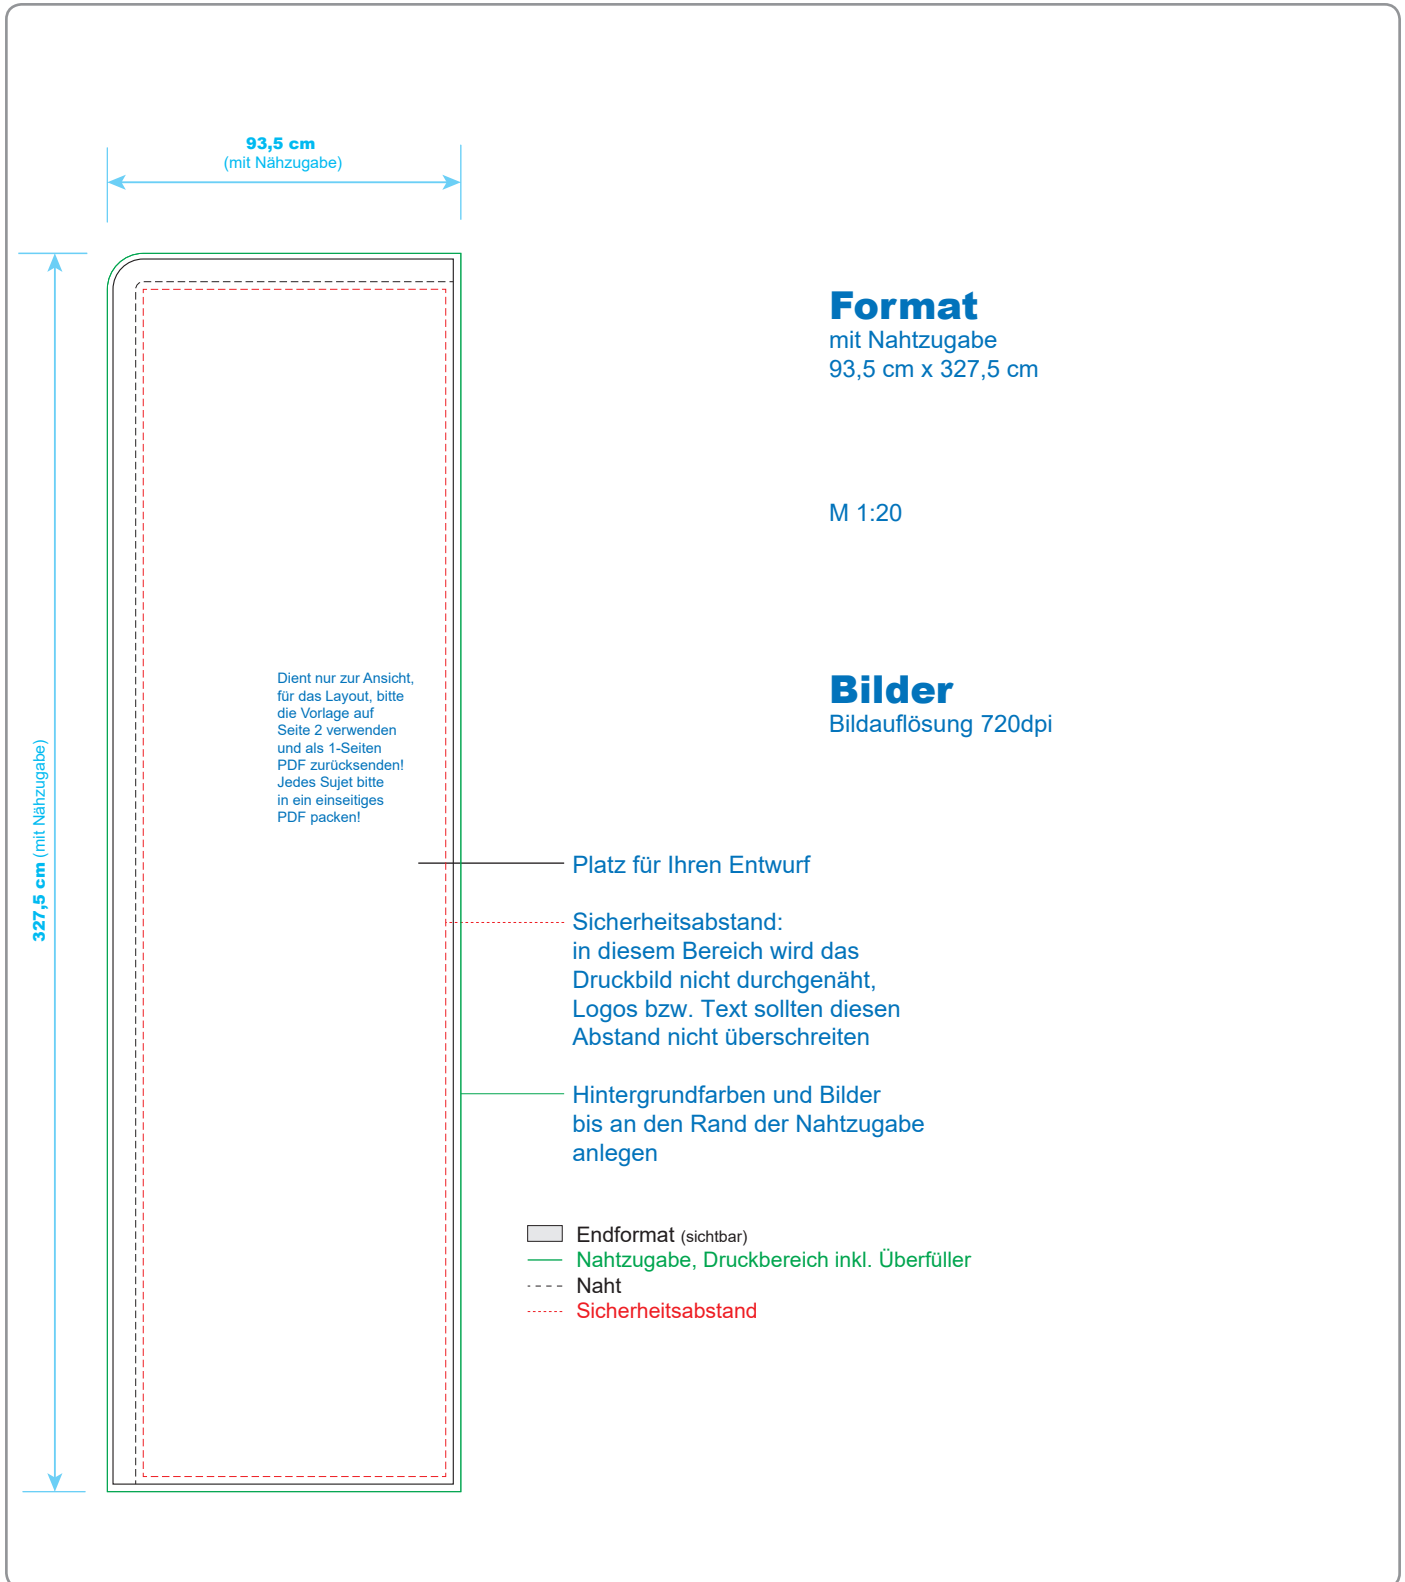 93,5 cm
(mit Nähzugabe)
327,5 cm (mit Nähzugabe)
Format
mit Nahtzugabe
93,5 cm x 327,5 cm
M 1:20
Dient nur zur Ansicht,
für das Layout, bitte
die Vorlage auf
Seite 2 verwenden
und als 1-Seiten
PDF zurücksenden!
Jedes Sujet bitte
in ein einseitiges
PDF packen!
Bilder
Bildauflösung 720dpi
Platz für Ihren Entwurf
Sicherheitsabstand:
in diesem Bereich wird das
Druckbild nicht durchgenäht,
Logos bzw. Text sollten diesen
Abstand nicht überschreiten
Hintergrundfarben und Bilder
bis an den Rand der Nahtzugabe
anlegen
Endformat (sichtbar)
Nahtzugabe, Druckbereich inkl. Überfüller
Naht
Sicherheitsabstand